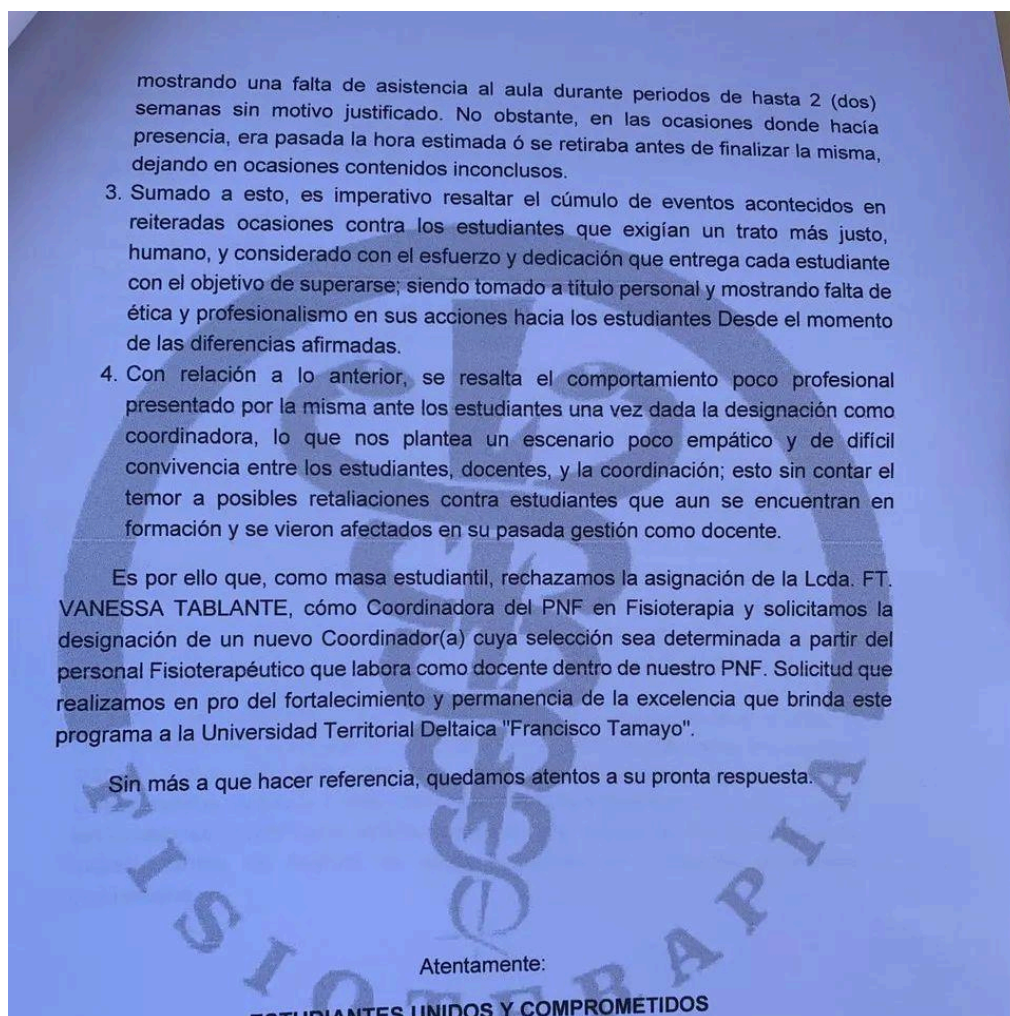 mostrando una falta de asistencia al aula durante periodos de hasta 2 (dos)
semanas sin motivo justificado. No obstante, en las ocasiones donde hacía
presencia, era pasada la hora estimada ó se retiraba antes de finalizar la misma,
dejando en ocasiones contenidos inconclusos.
3. Sumado a esto, es imperativo resaltar el cúmulo de eventos acontecidos en
reiteradas ocasiones contra los estudiantes que exigían un trato más justo,
humano, y considerado con el esfuerzo y dedicación que entrega cada estudiante
con el objetivo de superarse; siendo tomado a titulo personal y mostrando falta de
ética y profesionalismo en sus acciones hacia los estudiantes Desde el momento
de las diferencias afirmadas.
4. Con relación a lo anterior, se resalta el comportamiento poco profesional
presentado por la misma ante los estudiantes una vez dada la designación como
coordinadora, lo que nos plantea un escenario poco empático y de difícil
convivencia entre los estudiantes, docentes, y la coordinación; esto sin contar el
temor a posibles retaliaciones contra estudiantes que aun se encuentran en
formación y se vieron afectados en su pasada gestión como docente.
Es por ello que, como masa estudiantil, rechazamos la asignación de la Lcda. FT.
VANESSA TABLANTE, cómo Coordinadora del PNF en Fisioterapia y solicitamos la
designación de un nuevo Coordinador(a) cuya selección sea determinada a partir del
personal Fisioterapéutico que labora como docente dentro de nuestro PNF. Solicitud que
realizamos en pro del fortalecimiento y permanencia de la excelencia que brinda este
programa a la Universidad Territorial Deltaica "Francisco Tamayo".
Sin más a que hacer referencia, quedamos atentos a su pronta respuesta.
FISIOTERAPIA
Atentamente:
ESTUDIANTES UNIDOS Y COMPROMETIDOS